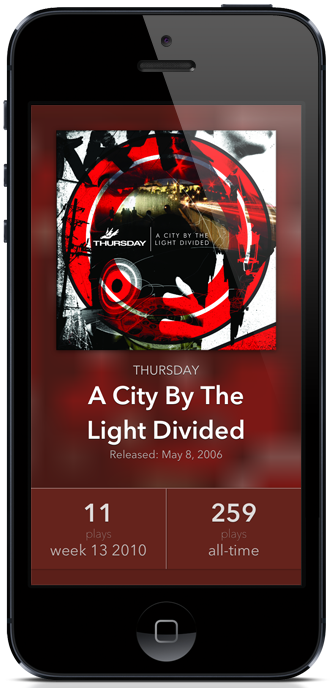 THURSDAY
A CITY BY THE
LIGHT DIVIDED
THURSDAY
A City By The
Light Divided
Released: May 8, 2006
11
plays
week 13 2010
259
plays
all-time